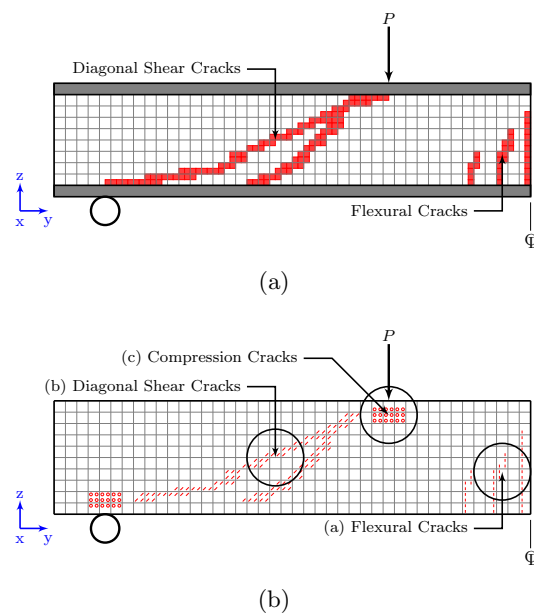 P
Diagonal Shear Cracks
z
x y
Flexural Cracks
℄
(a)
P
(c) Compression Cracks
(b) Diagonal Shear Cracks
z
x y
(a) Flexural Cracks
℄
(b)